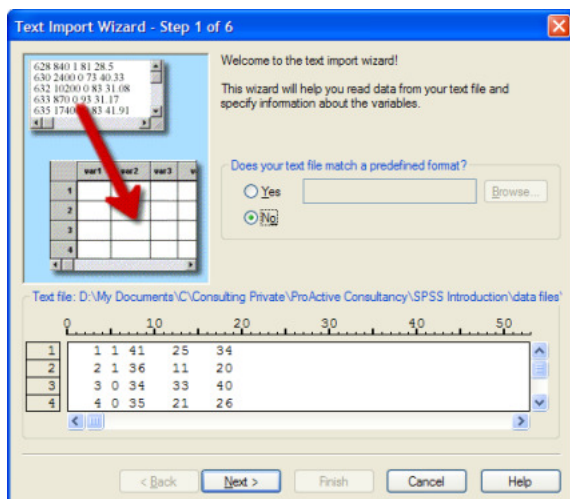 Text Import Wizard - Step 1 of 6
628 840 1 81 28.5
630 2400 0 73 40.33
632 10200 0 83 31.08
633 870 0 93 31.17
635 1740 83 41.91
var1 var2 var3 v
1
2
3
4
Welcome to the text import wizard!
This wizard will help you read data from your text file and
specify information about the variables.
Does your text file match a predefined format?
Yes
Browse...
No
Text file: D:\My Documents\C\Consulting Private\ProActive Consultancy\SPSS Introduction\data files'
0 10 20 30 40 50
1 1 1 41 25 34
2 2 1 36 11 20
3 3 0 34 33 40
4 4 0 35 21 26
< Back Next > Finish Cancel Help